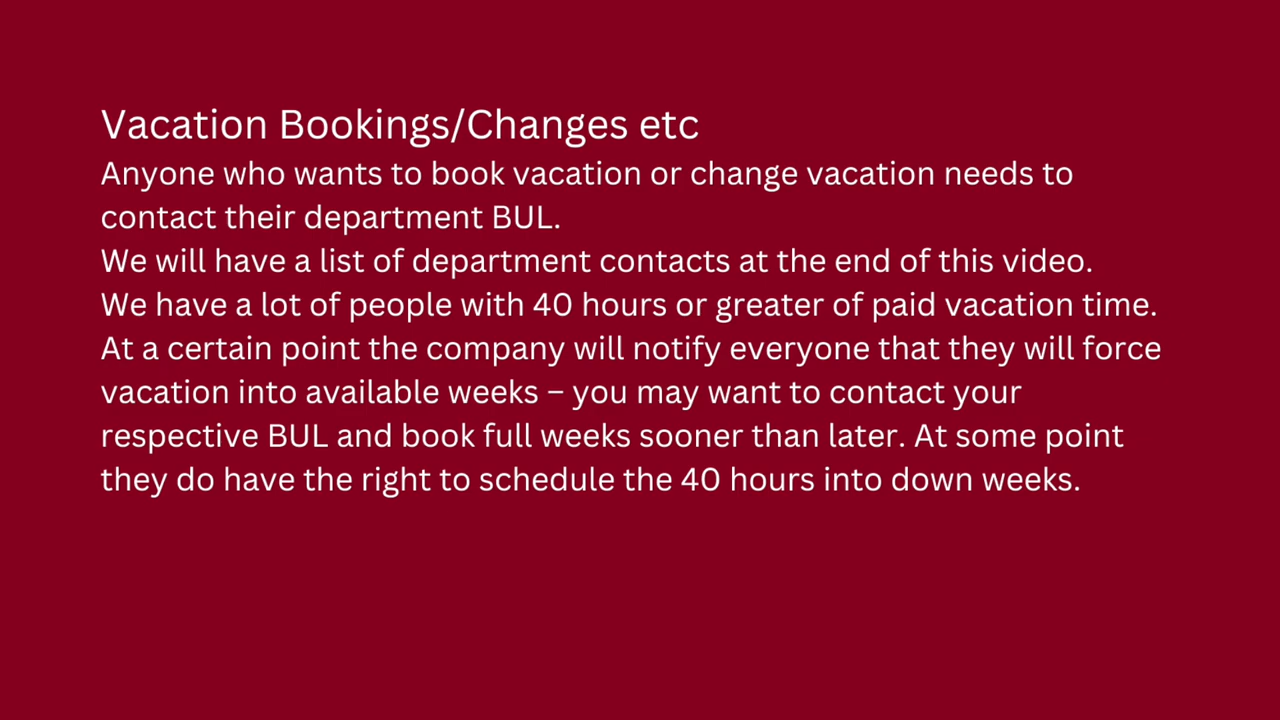 Vacation Bookings/Changes etc
Anyone who wants to book vacation or change vacation needs to
contact their department BUL.
We will have a list of department contacts at the end of this video.
We have a lot of people with 40 hours or greater of paid vacation time.
At a certain point the company will notify everyone that they will force
vacation into available weeks – you may want to contact your
respective BUL and book full weeks sooner than later. At some point
they do have the right to schedule the 40 hours into down weeks.